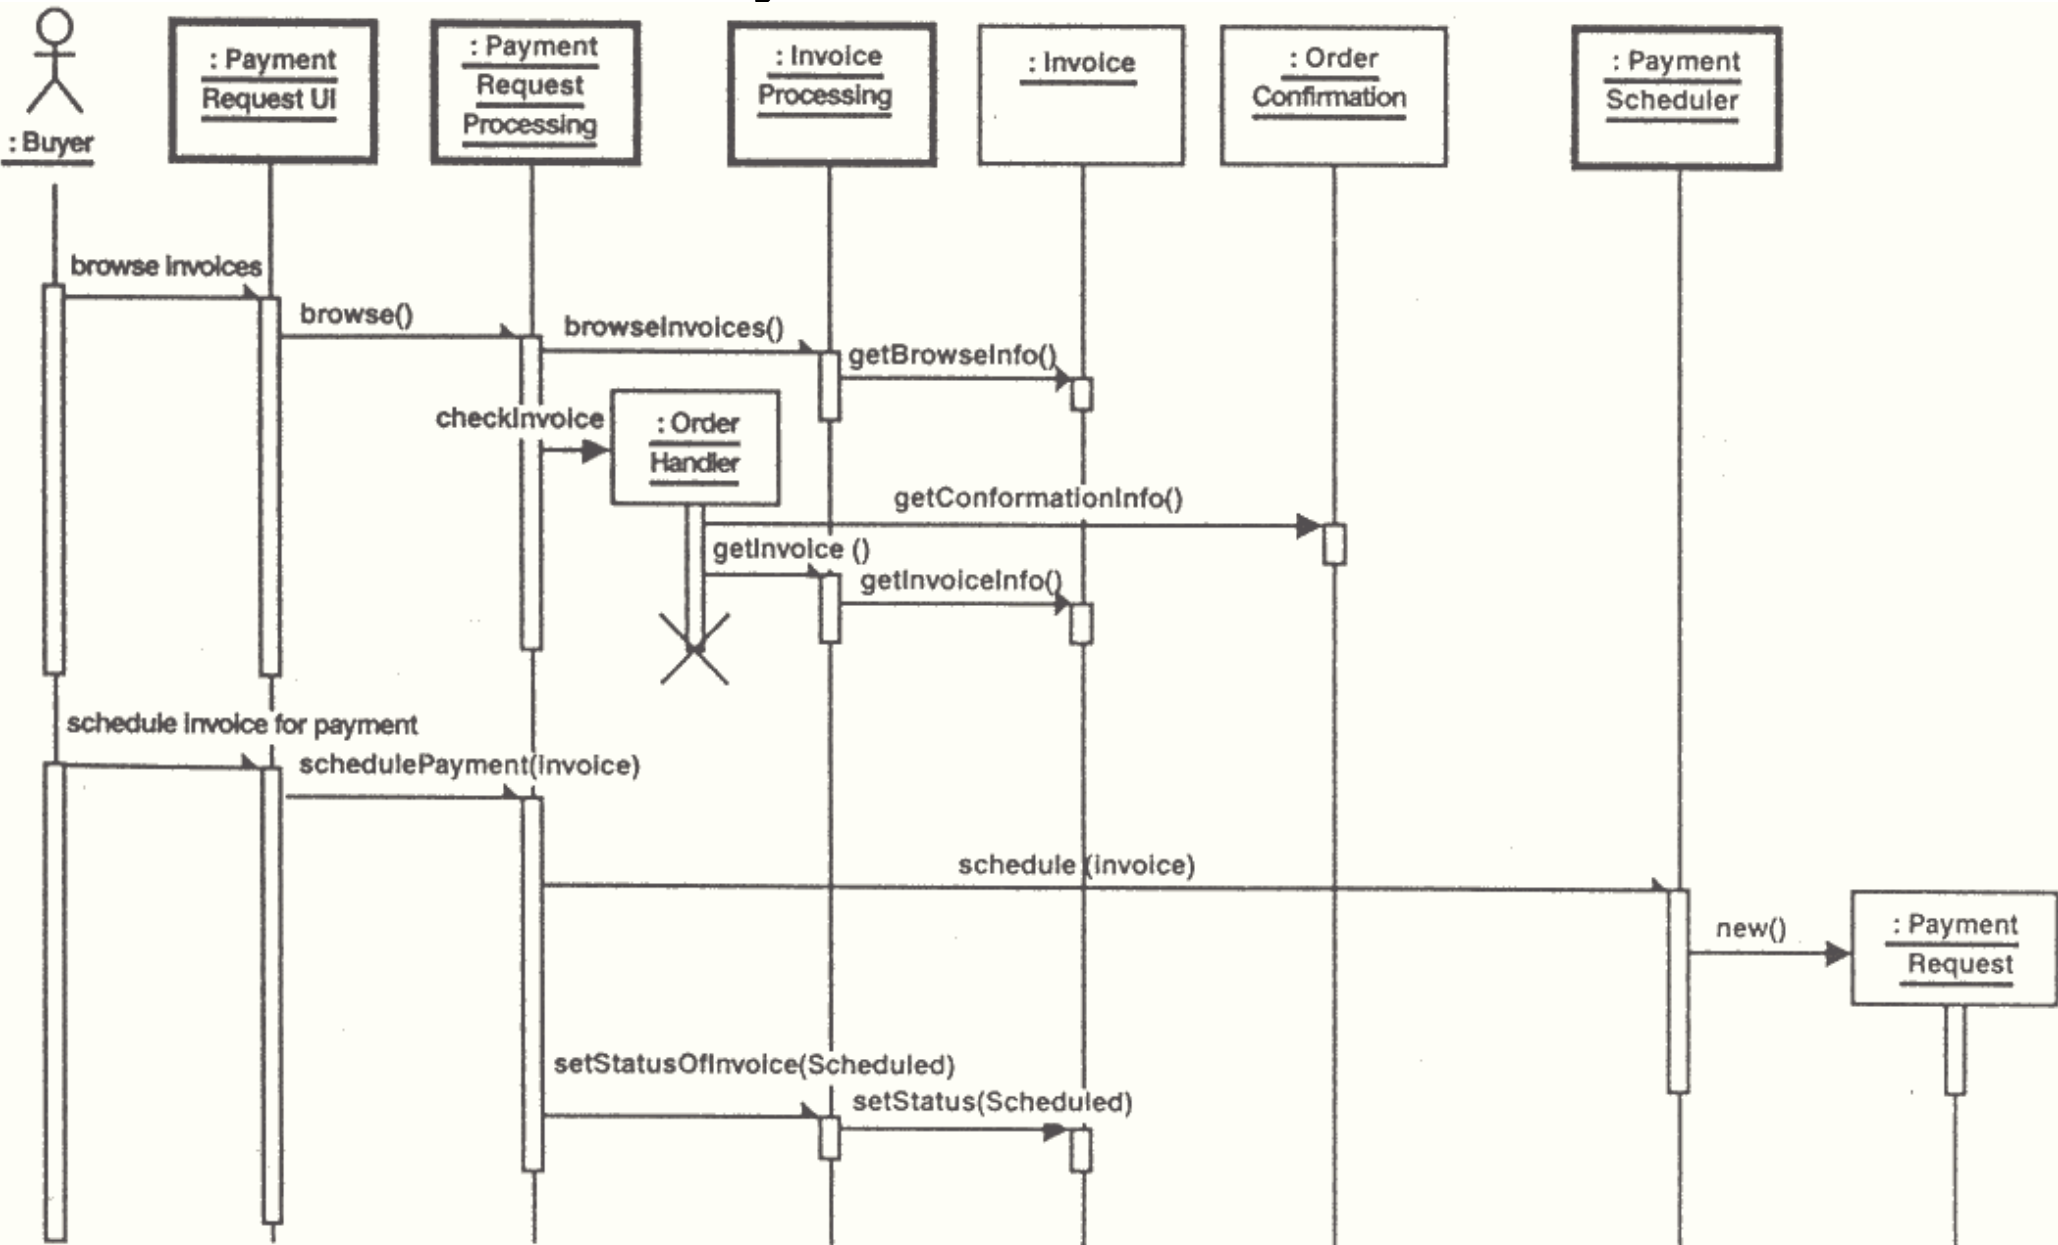 : Buyer
: Payment
Request UI
: Payment
Request
Processing
: Invoice
Processing
: Invoice
: Order
Confirmation
: Payment
Scheduler
browse invoices
browse()
browseInvoices()
getBrowseInfo()
checkInvoice
: Order
Handler
getConformationInfo()
getInvoice ()
getInvoiceInfo()
schedule invoice for payment
schedulePayment(invoice)
schedule (invoice)
new()
: Payment
Request
setStatusOfInvoice(Scheduled)
setStatus(Scheduled)